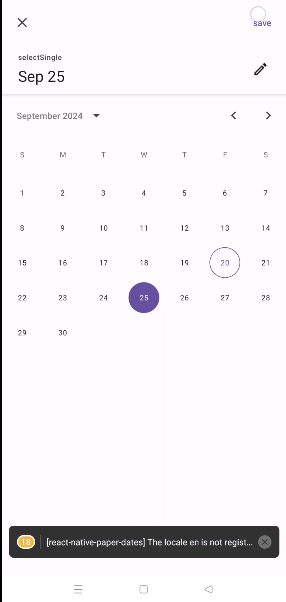 save
selectSingle
Sep 25
September 2024
S M T W T F S
1 2 3 4 5 6 7
8 9 10 11 12 13 14
15 16 17 18 19 20 21
22 23 24 25 26 27 28
29 30
18 [react-native-paper-dates] The locale en is not regist...